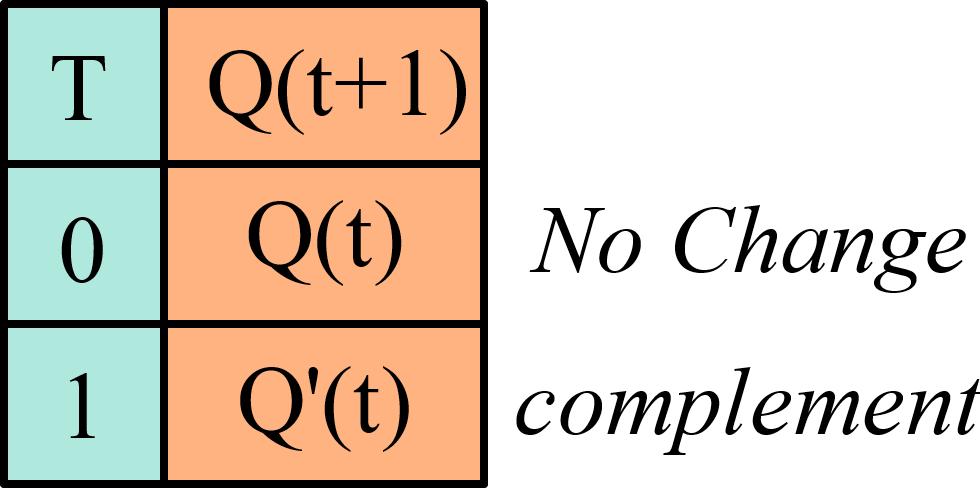 T Q(t+1)
0 Q(t) No Change
1 Q'(t) complement